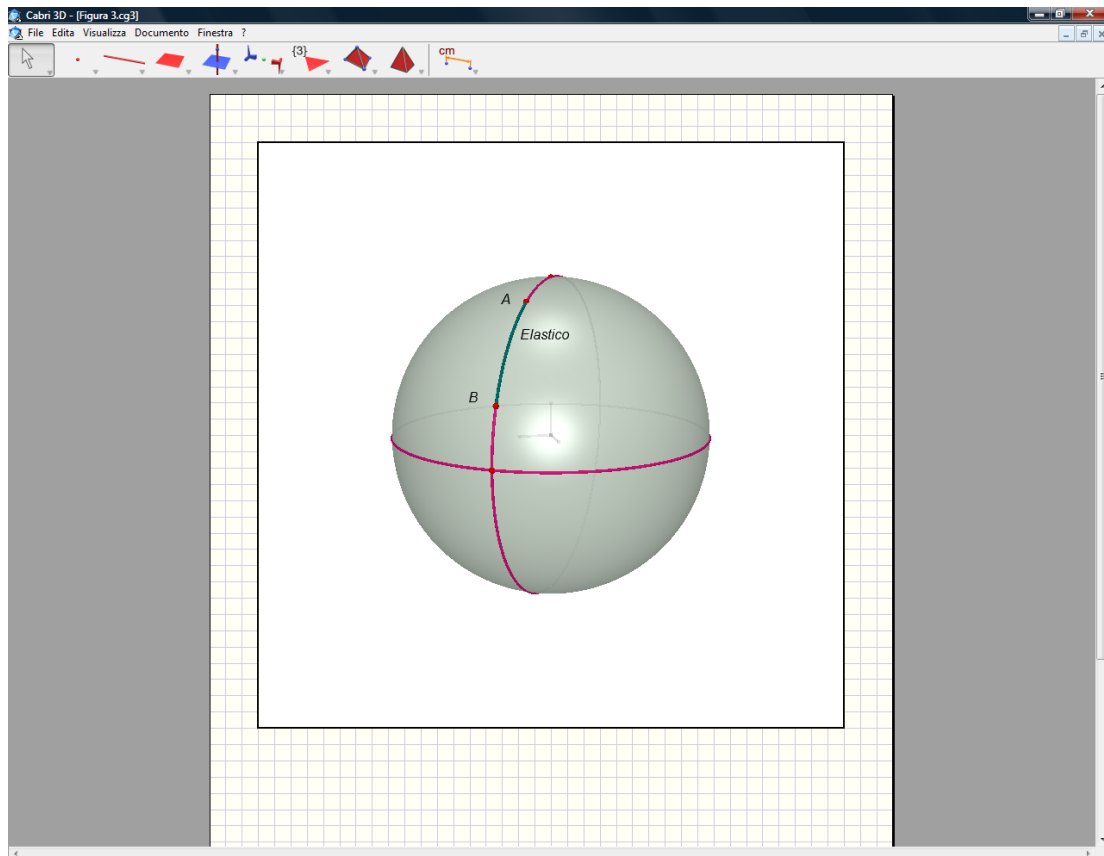 Cabri 3D - [Figura 3.cg3]
File Edita Visualizza Documento Finestra ?
{3}
cm
A
Elastico
B